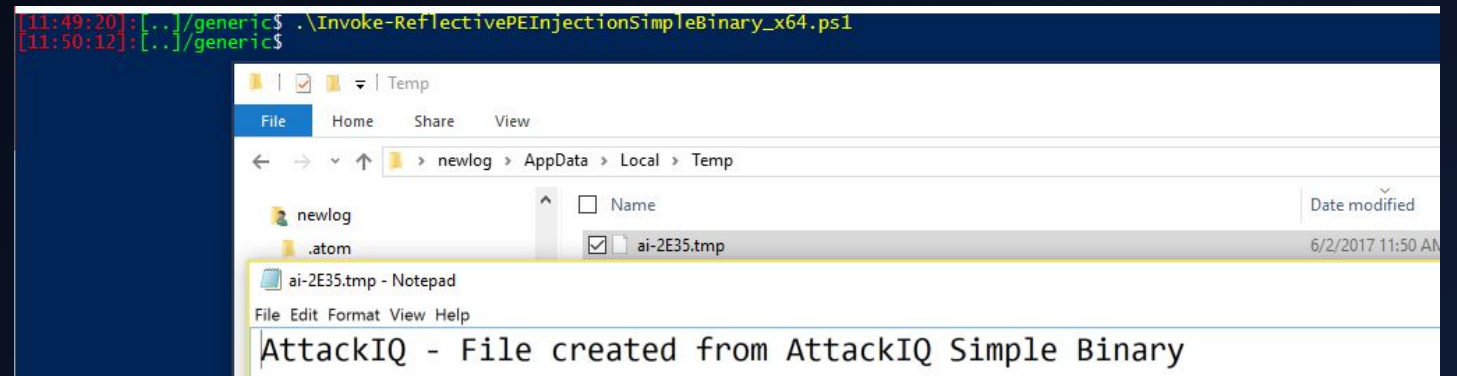 [11:49:20]:[..]/generic$ .\Invoke-ReflectivePEInjectionSimpleBinary_x64.ps1
[11:50:12]:[..]/generic$
Temp
File Home Share View
newlog > AppData > Local > Temp
Name Date modified
newlog
.atom
ai-2E35.tmp 6/2/2017 11:50 AM
ai-2E35.tmp - Notepad
File Edit Format View Help
AttackIQ - File created from AttackIQ Simple Binary